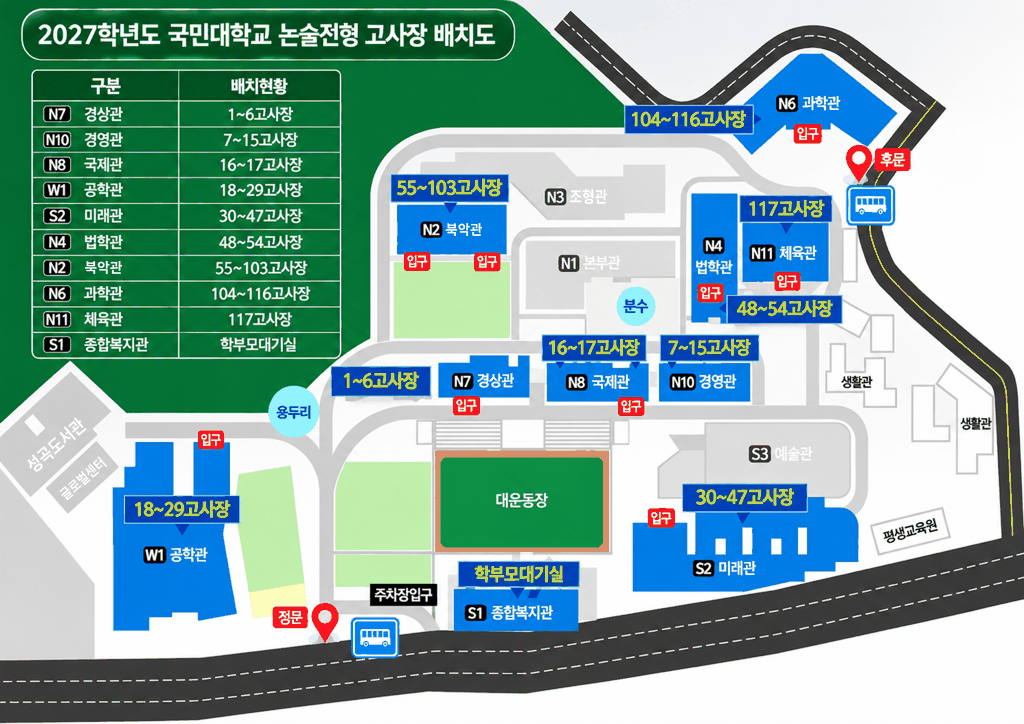 2027학년도 국민대학교 논술전형 고사장 배치도
구분 배치현황
N7 경상관 1~6고사장
N10 경영관 7~15고사장
N8 국제관 16~17고사장
W1 공학관 18~29고사장
S2 미래관 30~47고사장
N4 법학관 48~54고사장
N2 북악관 55~103고사장
N6 과학관 104~116고사장
N11 체육관 117고사장
S1 종합복지관 학부모대기실
N6 과학관
104~116고사장
입구
후문
55~103고사장
N3 조형관
117고사장
N2 북악관
N4
법학관
N11 체육관
입구
입구
N1 본부관
입구
입구
분수
48~54고사장
16~17고사장
7~15고사장
1~6고사장
N7 경상관
N8 국제관
N10 경영관
생활관
입구
입구
용두리
생활관
성곡도서관
글로벌센터
입구
S3 예술관
18~29고사장
대운동장
30~47고사장
입구
평생교육원
W1 공학관
S2 미래관
학부모대기실
주차장입구
S1 종합복지관
정문